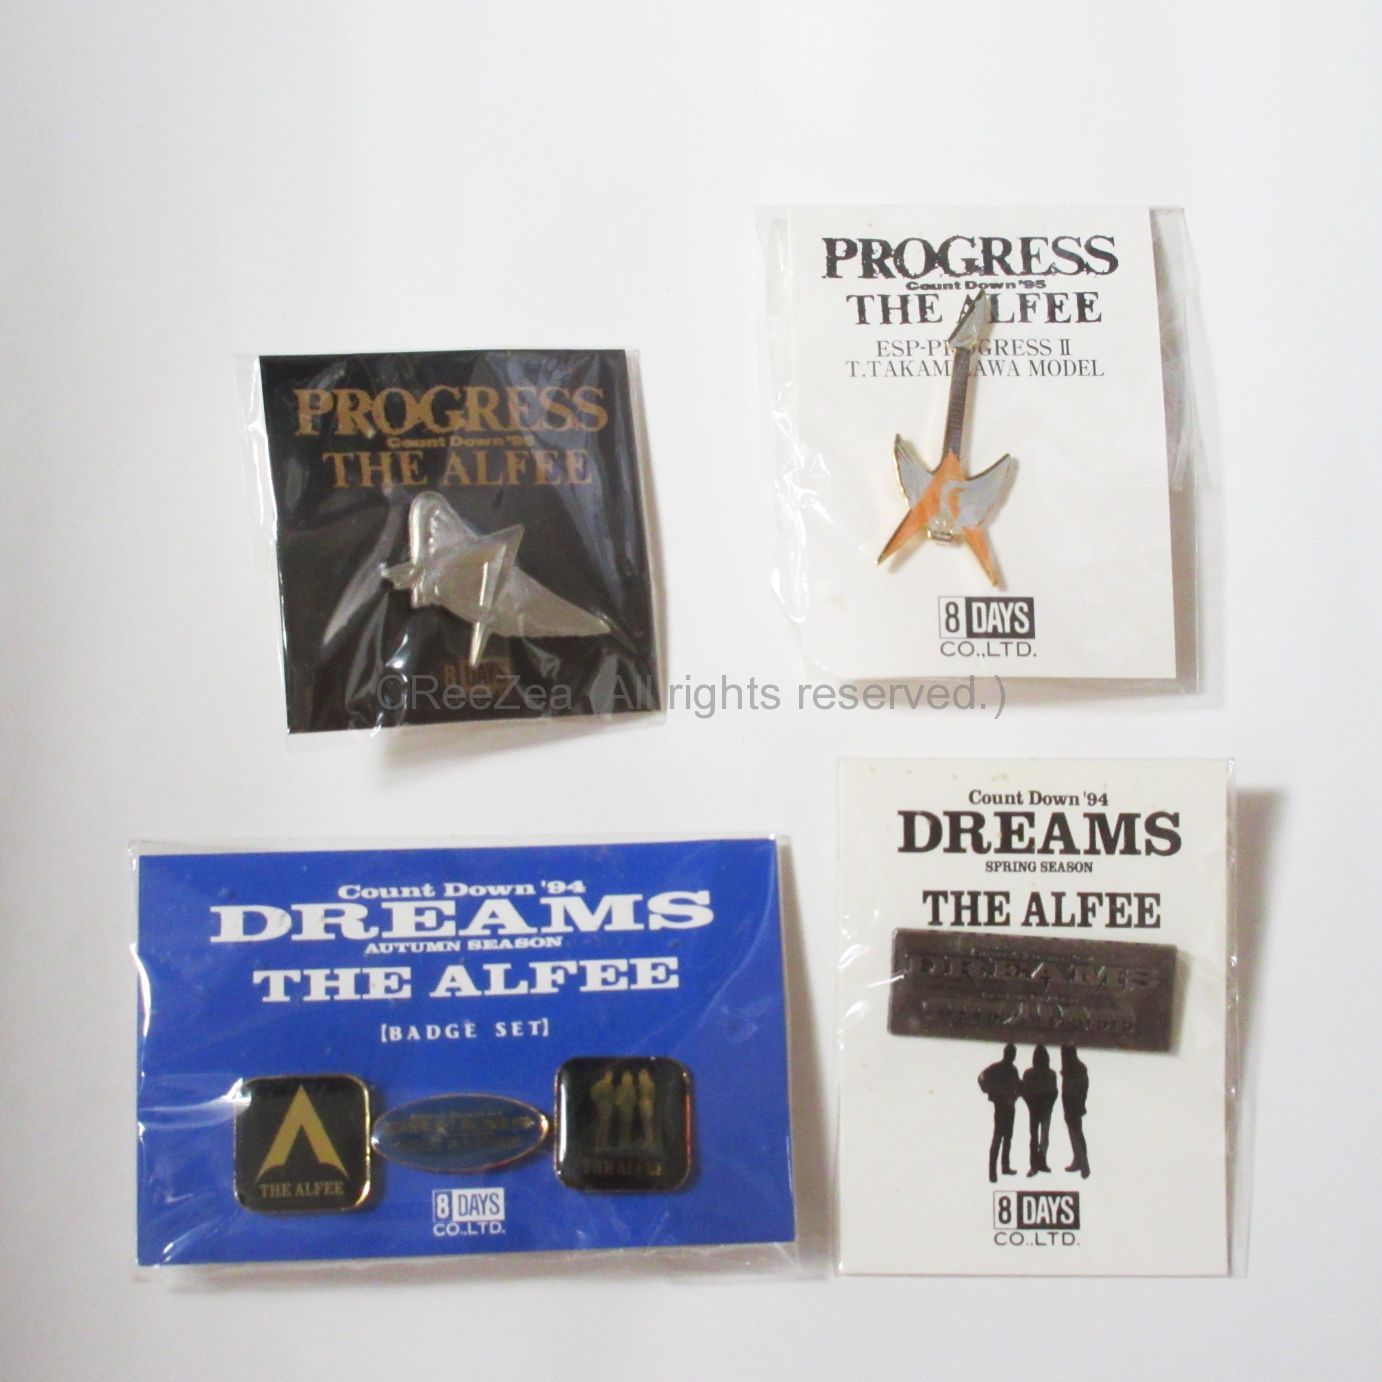 PROGRESS
Count Down '95
THE ALFEE
8 DAYS
PROGRESS
Count Down '95
THE ALFEE
ESP-PROGRESS II
T.TAKAMIZAWA MODEL
8 DAYS
CO.,LTD.
©ReeZea (All rights reserved.)
Count Down '94
DREAMS
AUTUMN SEASON
THE ALFEE
[BADGE SET]
THE ALFEE
DREAMS
THE ALFEE
8 DAYS
CO.,LTD.
Count Down '94
DREAMS
SPRING SEASON
THE ALFEE
DREAMS
8 DAYS
CO.,LTD.